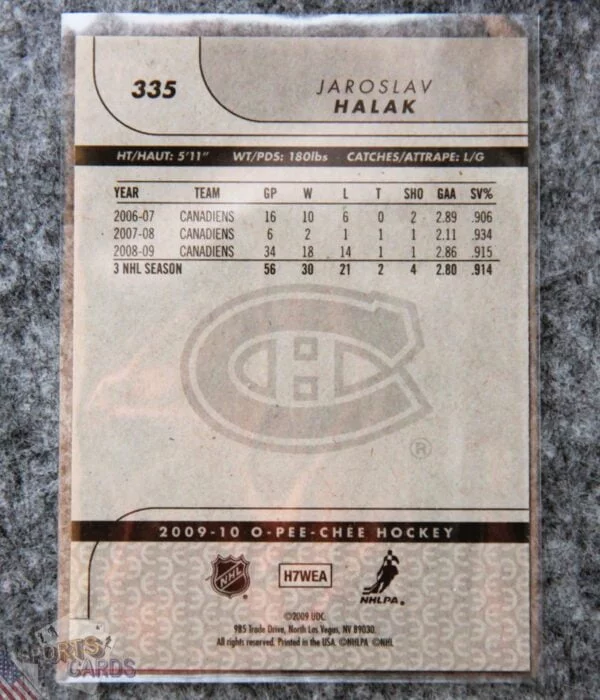 335
JAROSLAV
HALAK
HT/HAUT: 5'11" WT/PDS: 180lbs CATCHES/ATTRAPE: L/G
YEAR TEAM GP W L T SHO GAA SV%
2006-07 CANADIENS 16 10 6 0 2 2.89 .906
2007-08 CANADIENS 6 2 1 1 1 2.11 .934
2008-09 CANADIENS 34 18 14 1 1 2.86 .915
3 NHL SEASON 56 30 21 2 4 2.80 .914
CH
®
2009-10 O-PEE-CHEE HOCKEY
NHL
H7WEA
NHLPA.
©2009 UDC.
985 Trade Drive, North Las Vegas, NV 89030.
All rights reserved. Printed in the USA. ©NHLPA ©NHL
SPORTS
CARDS